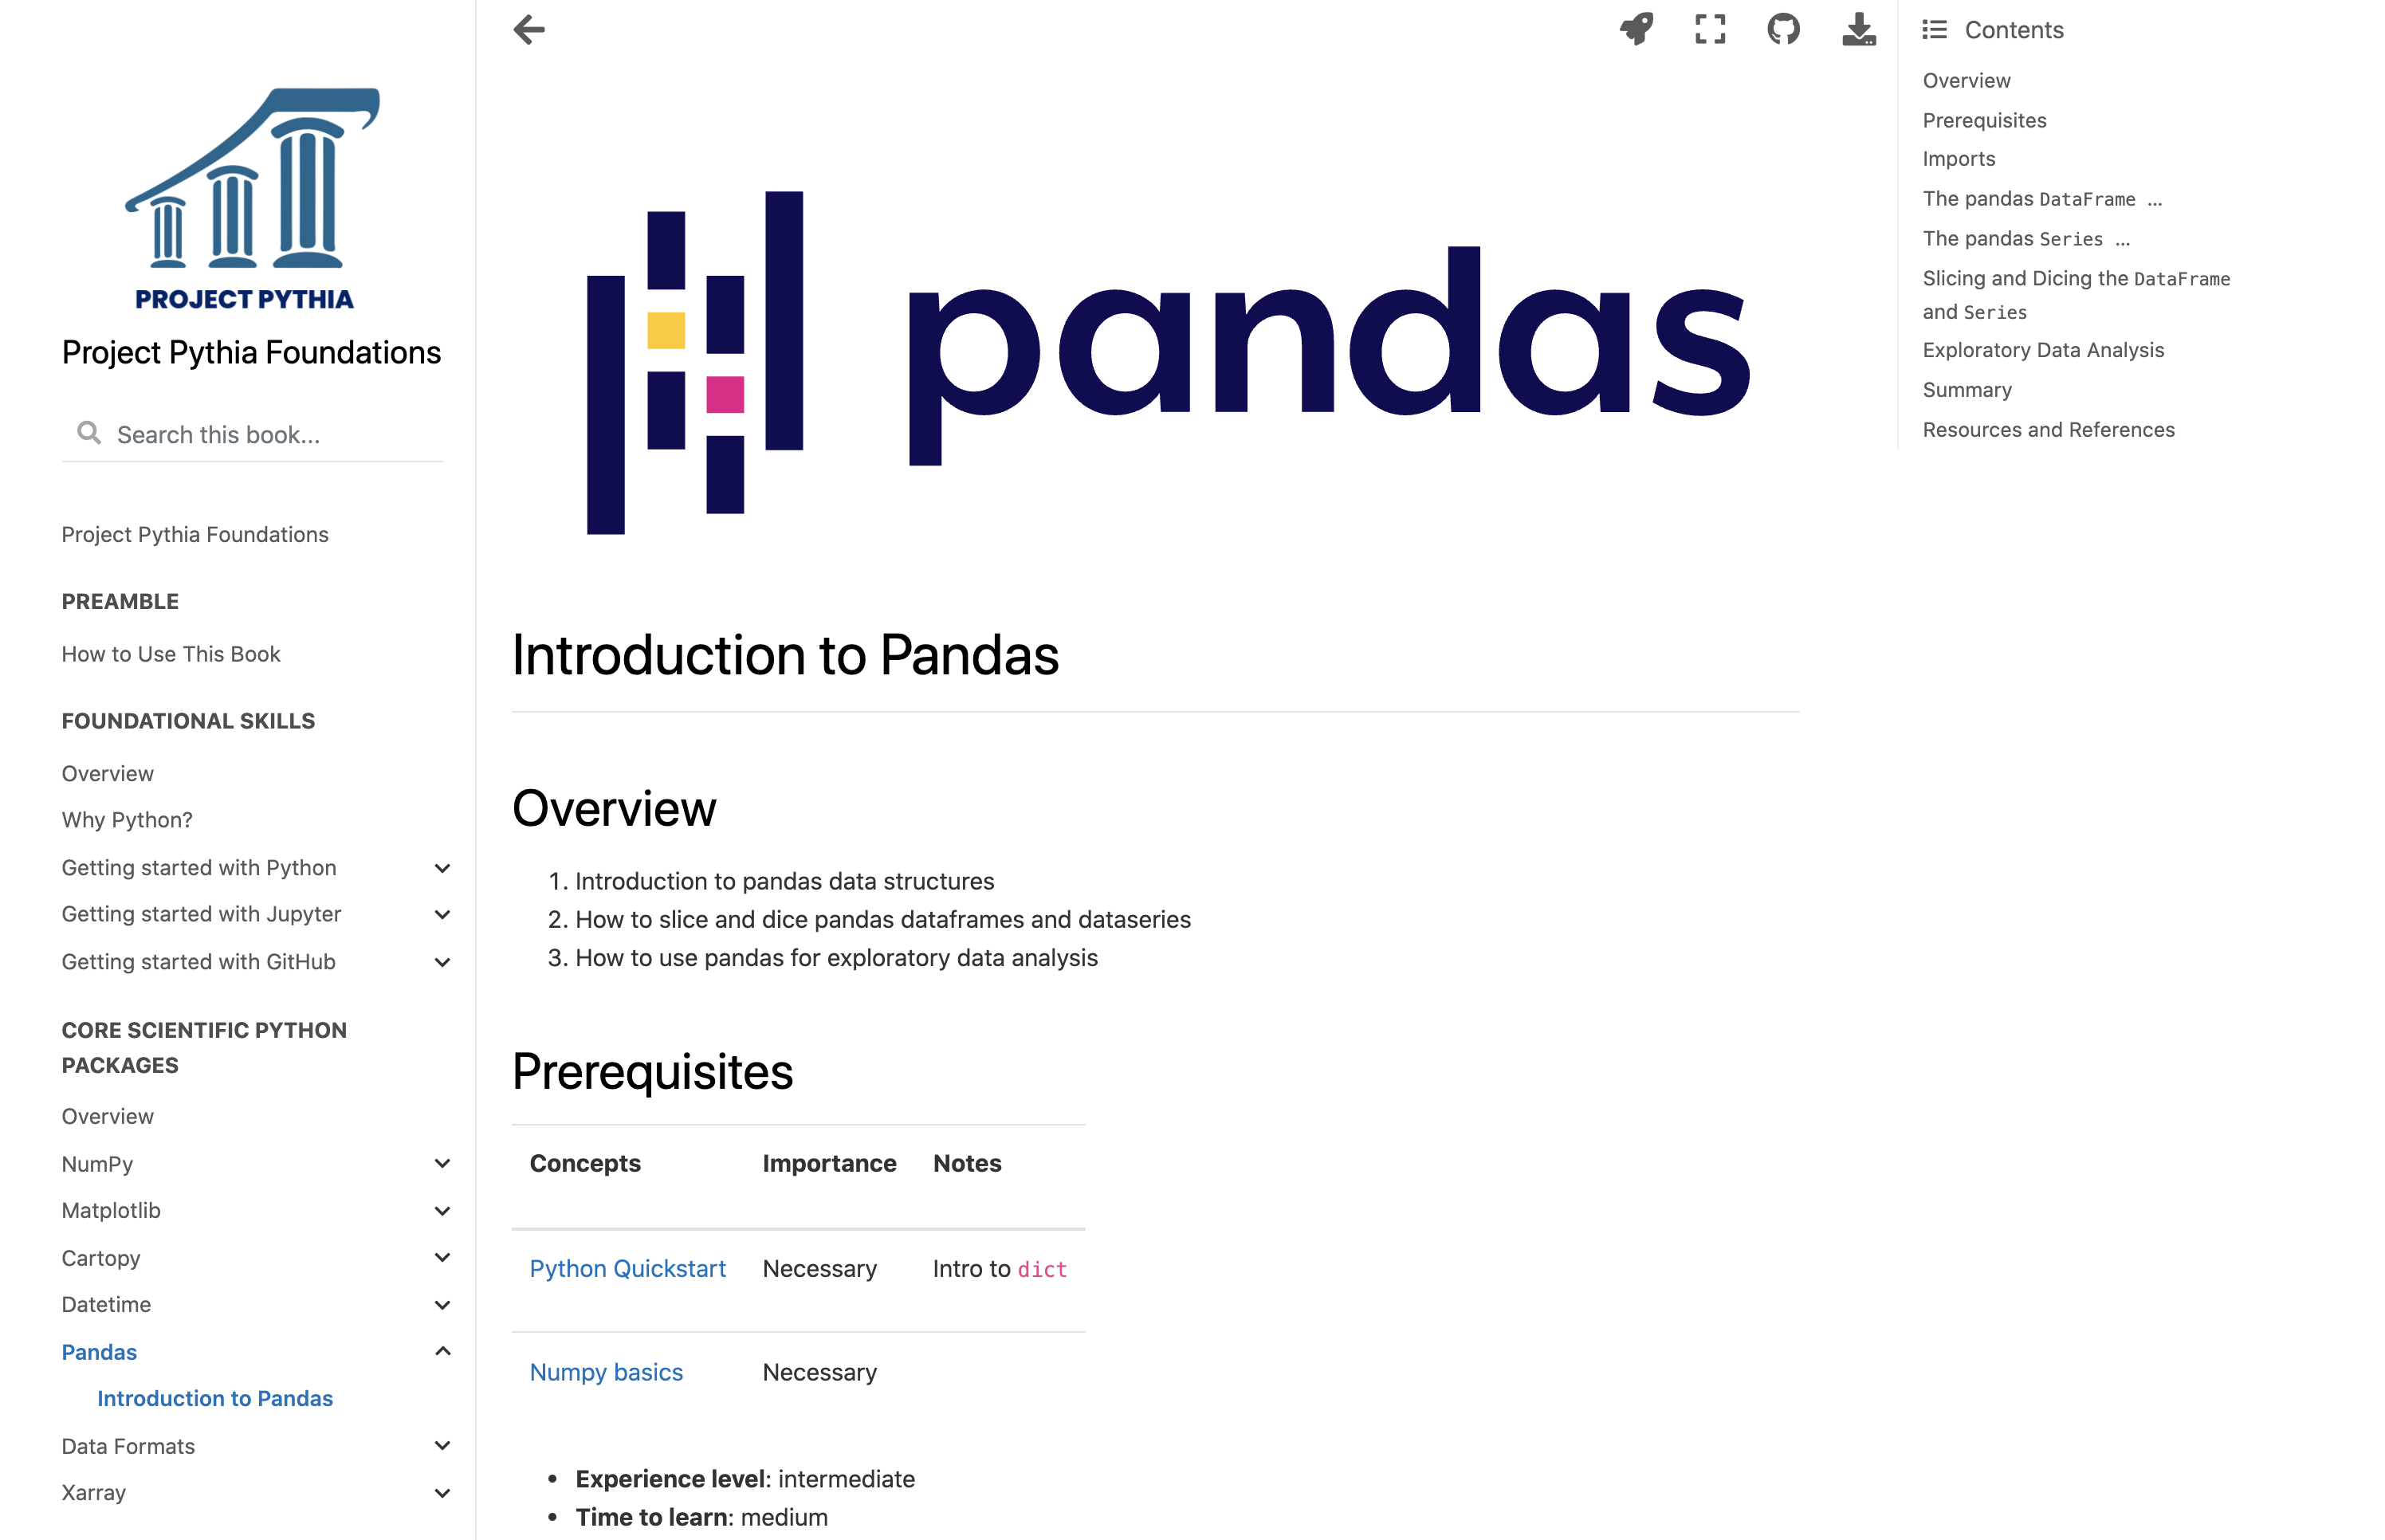 PROJECT PYTHIA
Project Pythia Foundations
Search this book...
Project Pythia Foundations
PREAMBLE
How to Use This Book
FOUNDATIONAL SKILLS
Overview
Why Python?
Getting started with Python
Getting started with Jupyter
Getting started with GitHub
CORE SCIENTIFIC PYTHON
PACKAGES
Overview
NumPy
Matplotlib
Cartopy
Datetime
Pandas
Introduction to Pandas
Data Formats
Xarray
pandas
Introduction to Pandas
Overview
1. Introduction to pandas data structures
2. How to slice and dice pandas dataframes and dataseries
3. How to use pandas for exploratory data analysis
Prerequisites
Concepts Importance Notes
Python Quickstart Necessary Intro to dict
Numpy basics Necessary
• Experience level: intermediate
• Time to learn: medium
Contents
Overview
Prerequisites
Imports
The pandas DataFrame ...
The pandas Series ...
Slicing and Dicing the DataFrame
and Series
Exploratory Data Analysis
Summary
Resources and References